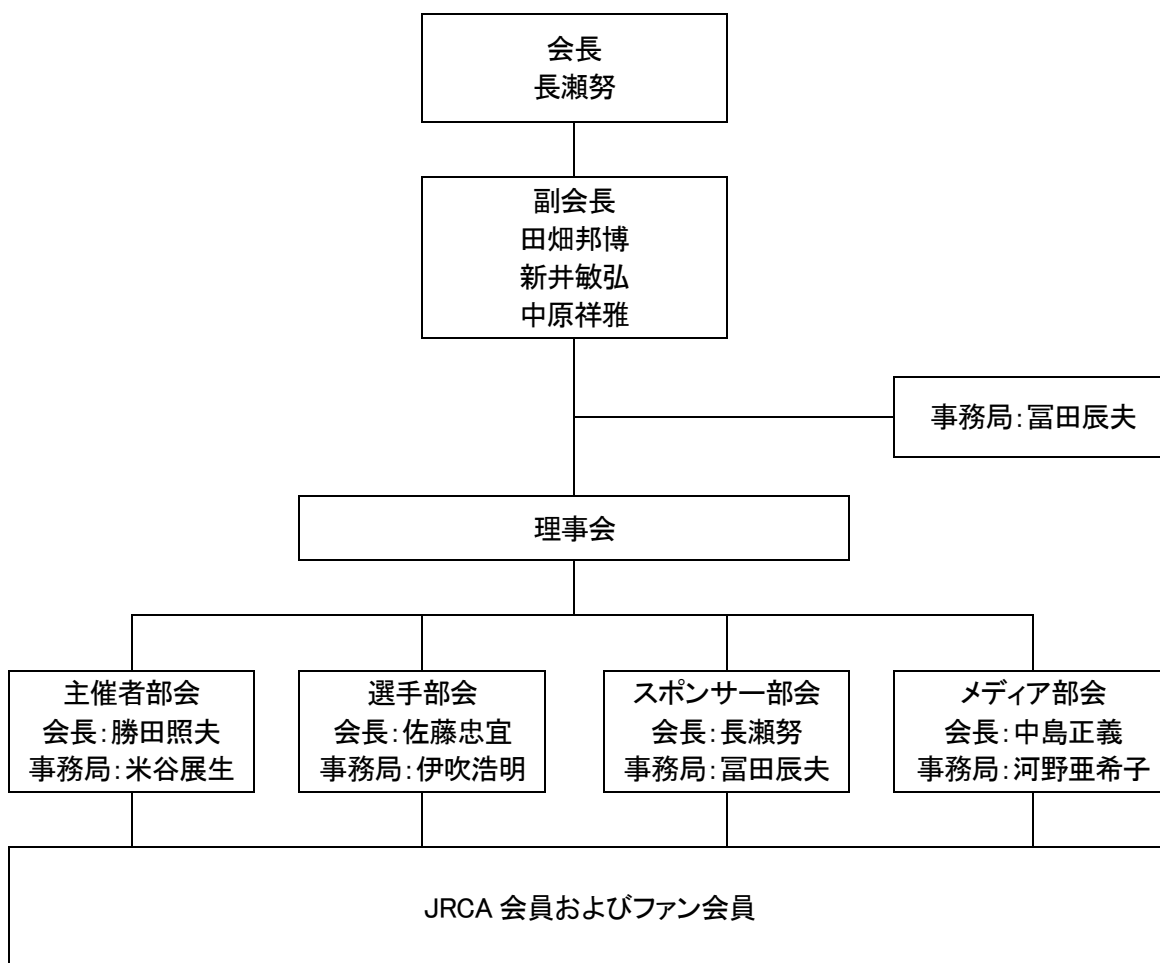 会長
長瀬努
副会長
田畑邦博
新井敏弘
中原祥雅
事務局：冨田辰夫
理事会
主催者部会
会長：勝田照夫
事務局：米谷展生
選手部会
会長：佐藤忠宜
事務局：伊吹浩明
スポンサー部会
会長：長瀬努
事務局：冨田辰夫
メディア部会
会長：中島正義
事務局：河野亜希子
JRCA 会員およびファン会員